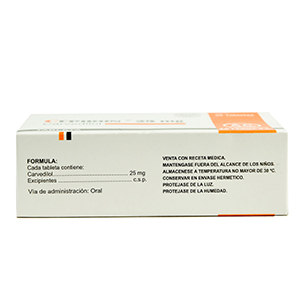 FORMULA:
Cada tableta contiene:
Carvedilol 25 mg
Excipientes c.s.p.
Vía de administración: Oral
VENTA CON RECETA MEDICA.
MANTENGASE FUERA DEL ALCANCE DE LOS NIÑOS.
ALMACENESE A TEMPERATURA NO MAYOR DE 30 °C.
CONSERVAR EN ENVASE HERMETICO.
PROTEJASE DE LA LUZ.
PROTEJASE DE LA HUMEDAD.